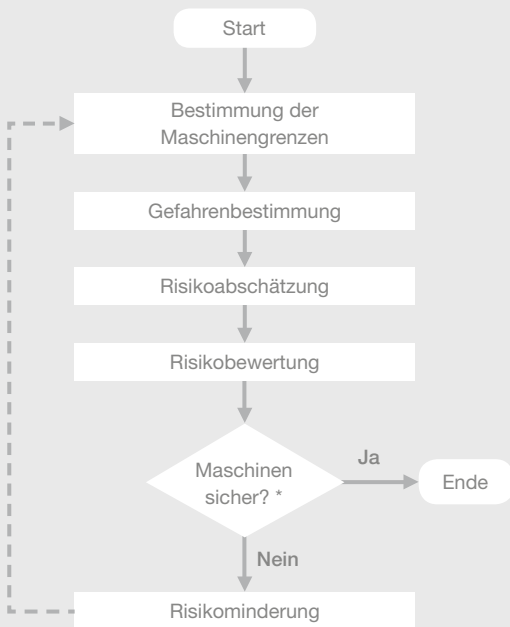 Start
Bestimmung der
Maschinengrenzen
Gefahrenbestimmung
Risikoabschätzung
Risikobewertung
Maschinen
sicher? *
Ja
Ende
Nein
Risikominderung